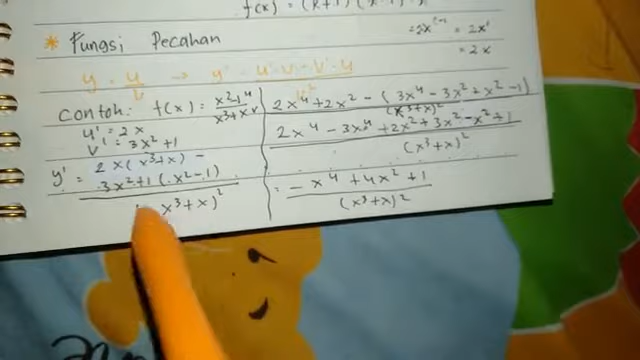 f(x) = (x+1)
= 2x
* Fungsi Pecahan
= 2x
y = u/v → y' = u'v - v'.u / v²
Contoh: f(x) = x²-1 / x³+x
u' = 2x
v' = 3x² + 1
y' = 2x(x³+x) -
3x²+1 (x²-1)
x³+x)²
2x⁴+2x² - (3x⁴ - 3x² + x² - 1)
(x³+x)²
2x⁴ - 3x⁴ + 2x² + 3x² - x² + 1
(x³+x)²
= -x⁴ + 4x² + 1
(x³+x)²